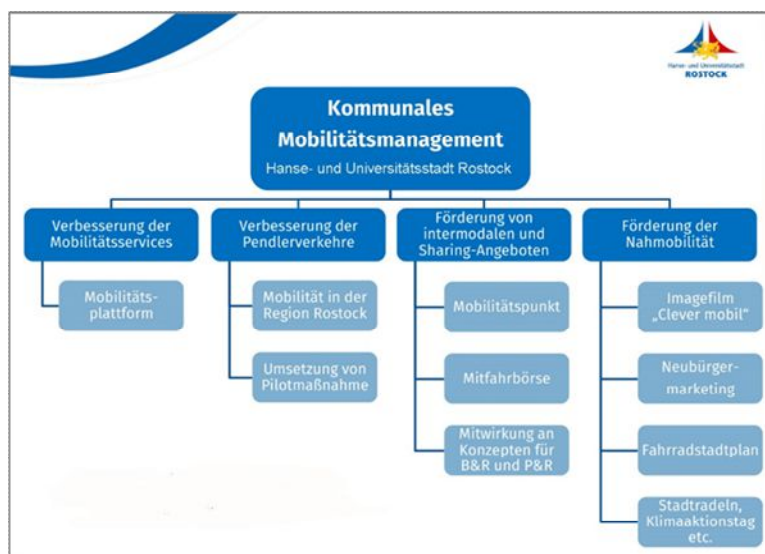 Hanse- und Universitätsstadt
ROSTOCK
Kommunales
Mobilitätsmanagement
Hanse- und Universitätsstadt Rostock
Verbesserung der
Mobilitätsservices
Verbesserung der
Pendlerverkehre
Förderung von
intermodalen und
Sharing-Angeboten
Förderung der
Nahmobilität
Mobilitäts-
plattform
Mobilität in der
Region Rostock
Umsetzung von
Pilotmaßnahme
Mobilitätspunkt
Mitfahrbörse
Mitwirkung an
Konzepten für
B&R und P&R
Imagefilm
„Clever mobil“
Neubürger-
marketing
Fahrradstadtplan
Stadtradeln,
Klimaaktionstag
etc.